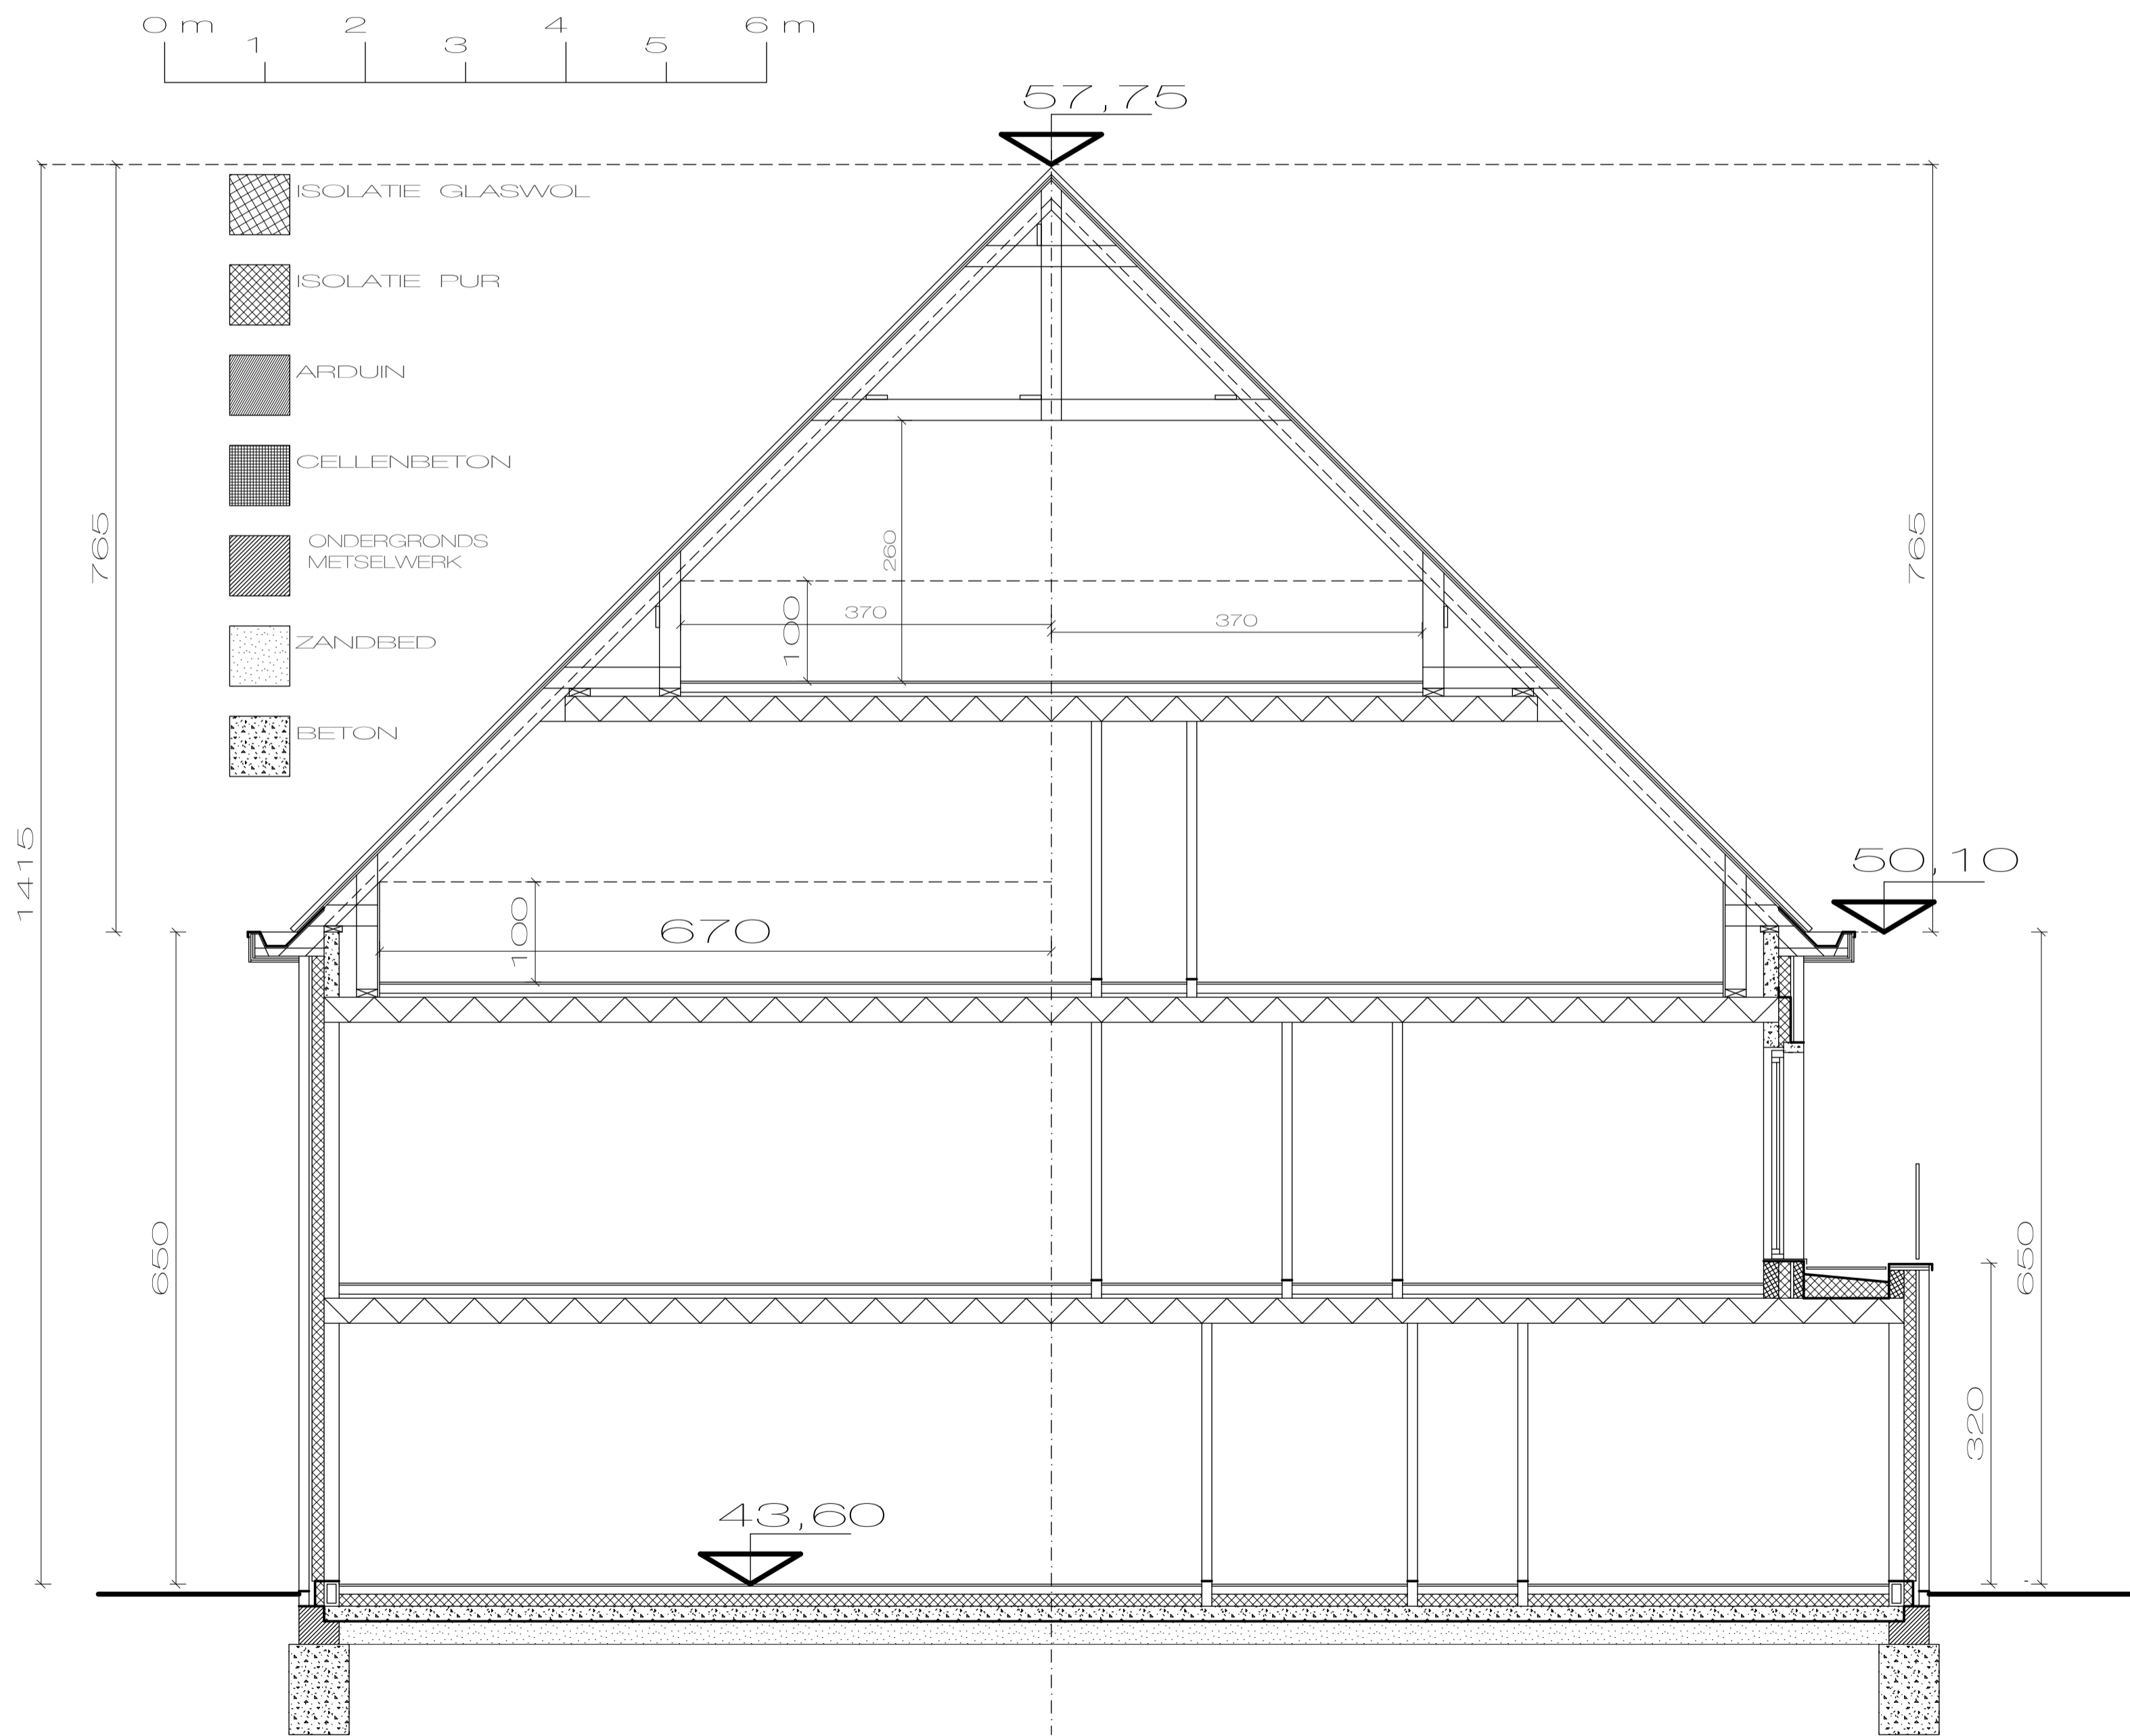 0 m 1 2 3 4 5 6 m
57,75
ISOLATIE GLASWOL
ISOLATIE PUR
ARDUIN
CELLENBETON
ONDERGRONDS
METSELWERK
ZANDBED
BETON
765
765
260
100
370
370
1415
50,10
100
670
650
650
320
43,60